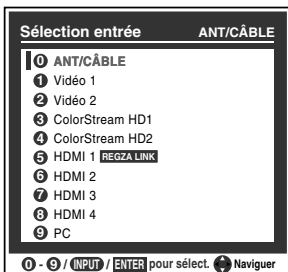 Sélection entrée ANT/CÂBLE
0 ANT/CÂBLE
1 Vidéo 1
2 Vidéo 2
3 ColorStream HD1
4 ColorStream HD2
5 HDMI 1 REGZA LINK
6 HDMI 2
7 HDMI 3
8 HDMI 4
9 PC
0 - 9 / INPUT / ENTER pour sélect. Naviguer